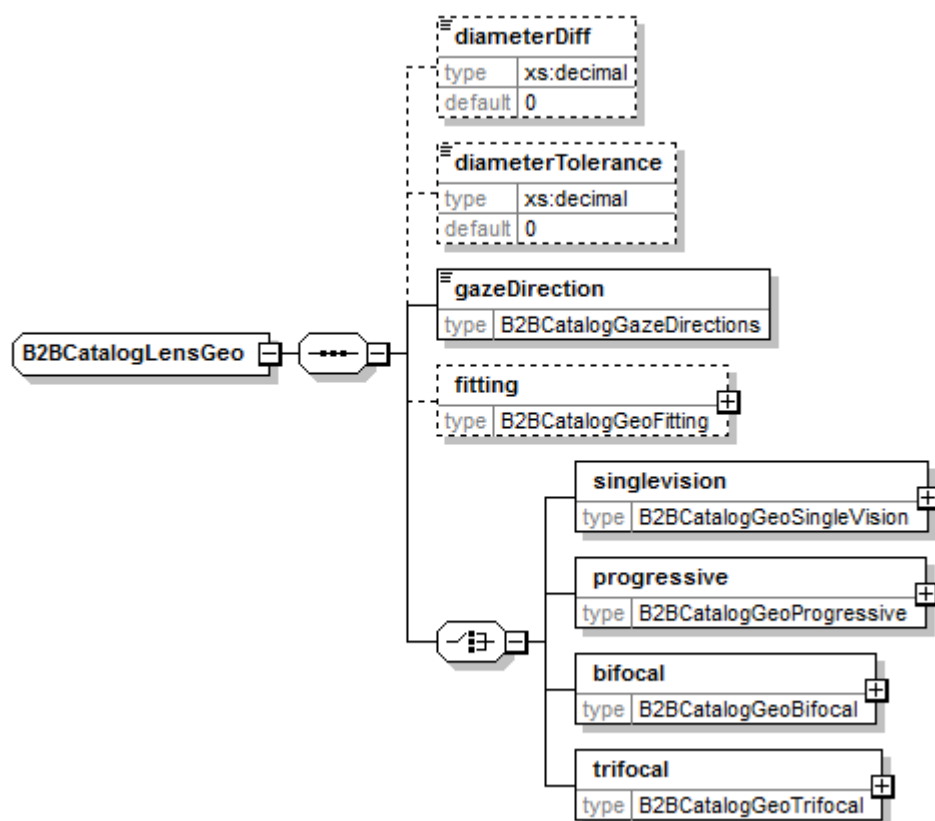 diameterDiff
type xs:decimal
default 0
diameterTolerance
type xs:decimal
default 0
gazeDirection
type B2BCatalogGazeDirections
B2BCatalogLensGeo
fitting
type B2BCatalogGeoFitting
singlevision
type B2BCatalogGeoSingleVision
progressive
type B2BCatalogGeoProgressive
bifocal
type B2BCatalogGeoBifocal
trifocal
type B2BCatalogGeoTrifocal